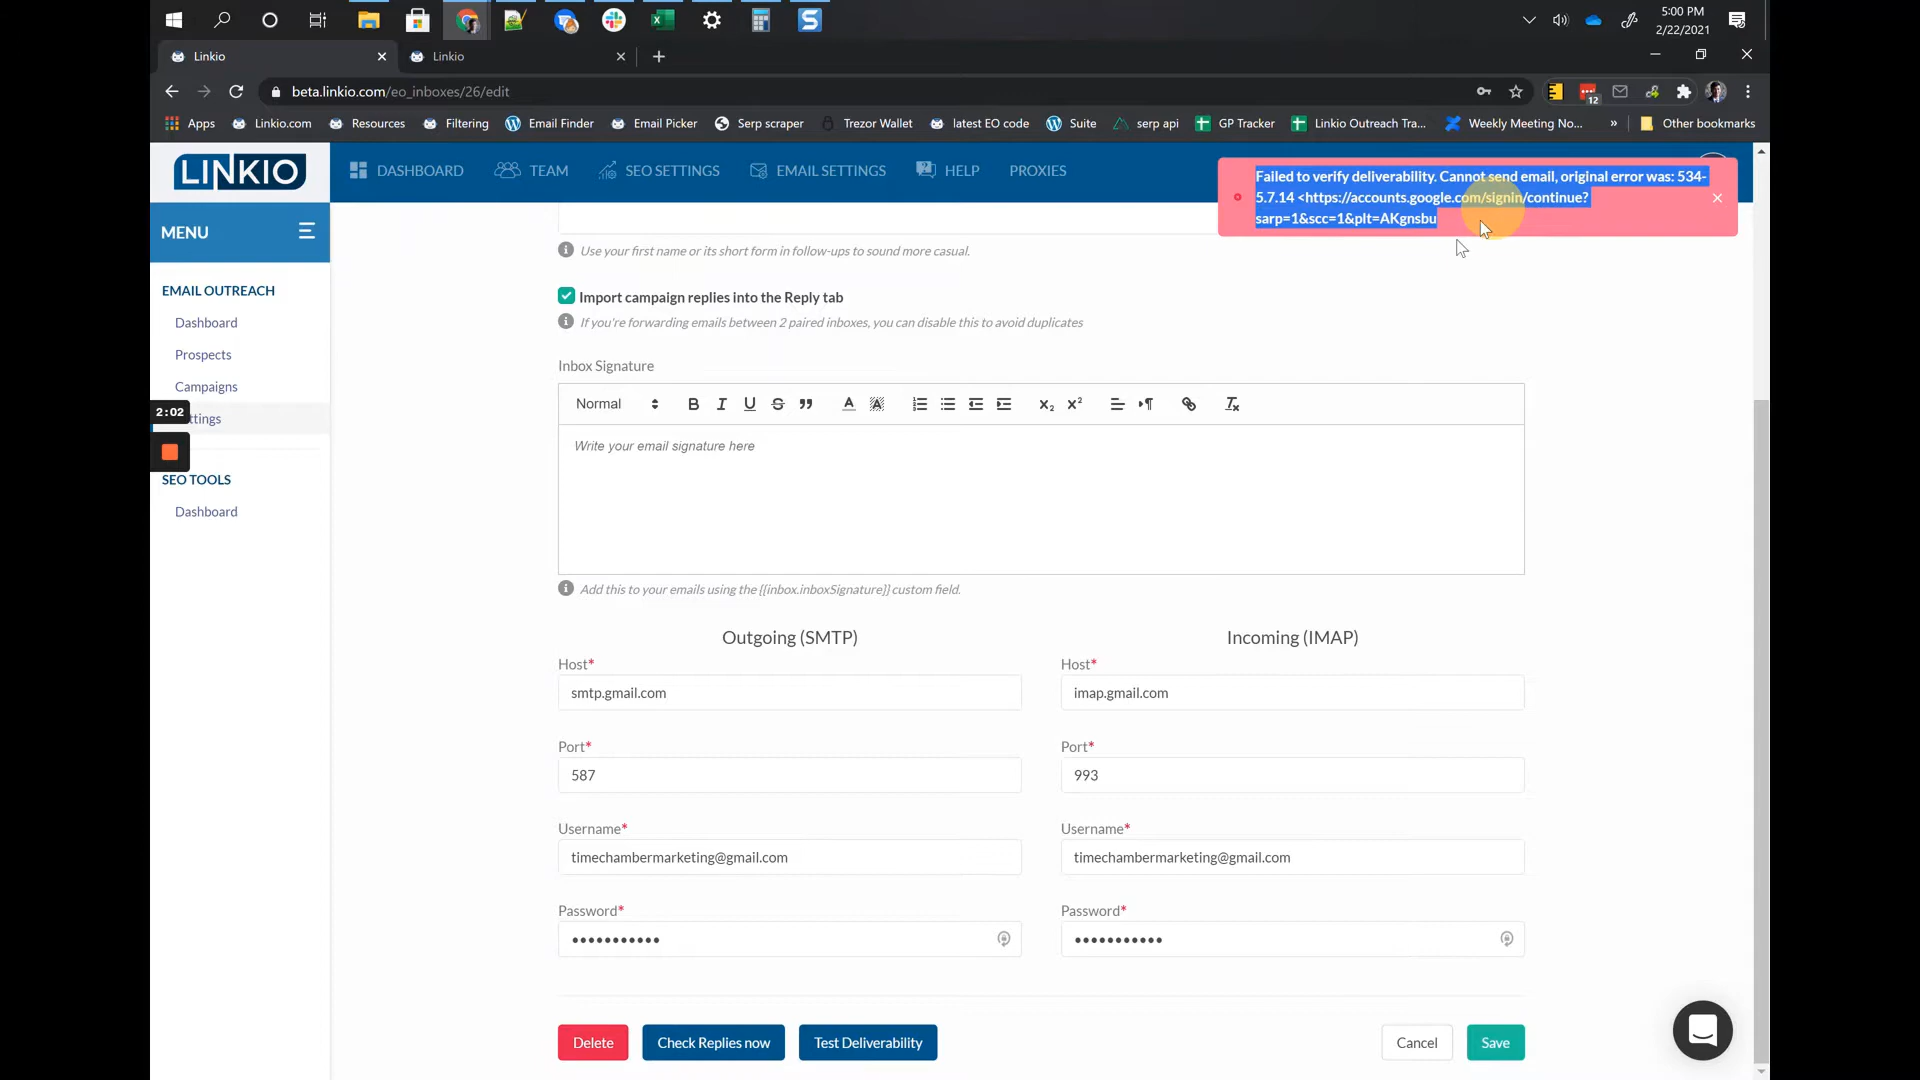 5:00 PM
2/22/2021
Linkio
Linkio
beta.linkio.com/eo_inboxes/26/edit
12
Apps
Linkio.com
Resources
Filtering
Email Finder
Email Picker
Serp scraper
Trezor Wallet
latest EO code
Suite
serp api
GP Tracker
Linkio Outreach Tra...
Weekly Meeting No...
»
Other bookmarks
LINKIO
DASHBOARD
TEAM
SEO SETTINGS
EMAIL SETTINGS
HELP
PROXIES
Failed to verify deliverability. Cannot send email, original error was: 534-
5.7.14 <https://accounts.google.com/signin/continue?
sarp=1&scc=1&plt=AKgnsbu
MENU
EMAIL OUTREACH
Dashboard
Prospects
Campaigns
2:02
ttings
SEO TOOLS
Dashboard
Use your first name or its short form in follow-ups to sound more casual.
Import campaign replies into the Reply tab
If you're forwarding emails between 2 paired inboxes, you can disable this to avoid duplicates
Inbox Signature
Normal
Write your email signature here
Add this to your emails using the {{inbox.inboxSignature}} custom field.
Outgoing (SMTP)
Host*
smtp.gmail.com
Port*
587
Username*
timechambermarketing@gmail.com
Password*
•••••••••••
Incoming (IMAP)
Host*
imap.gmail.com
Port*
993
Username*
timechambermarketing@gmail.com
Password*
•••••••••••
Delete
Check Replies now
Test Deliverability
Cancel
Save